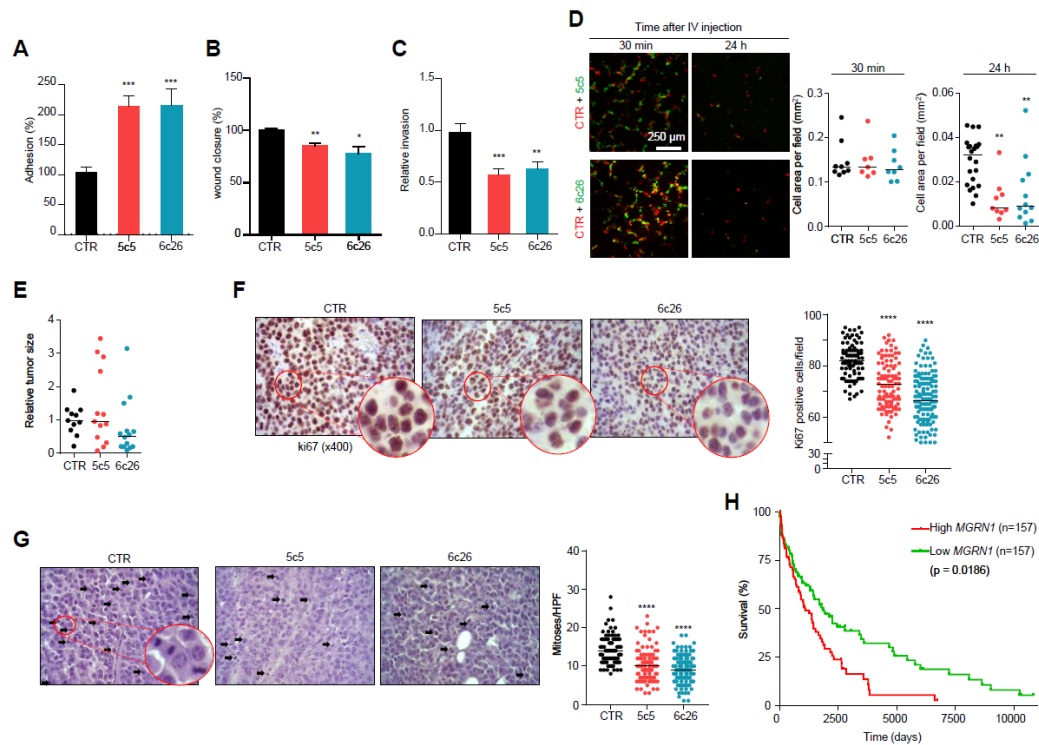 A
Adhesion (%)
250
200
150
100
50
0
***
***
CTR
5c5
6c26
B
wound closure (%)
150
100
50
0
**
*
CTR
5c5
6c26
C
Relative invasion
1.5
1.0
0.5
0.0
***
**
CTR
5c5
6c26
D
Time after IV injection
30 min
24 h
CTR + 5c5
CTR + 6c26
250 µm
30 min
Cell area per field (mm⁻²)
0.3
0.2
0.1
0.0
CTR
5c5
6c26
24 h
Cell area per field (mm⁻²)
0.06
0.04
0.02
0.00
**
**
CTR
5c5
6c26
E
Relative tumor size
4
3
2
1
0
CTR
5c5
6c26
F
CTR
5c5
6c26
ki67 (x400)
Ki67 positive cells/field
100
90
80
70
60
30
0
****
****
CTR
5c5
6c26
G
CTR
5c5
6c26
Mitoses/HPF
40
30
20
10
0
****
****
CTR
5c5
6c26
H
Survival (%)
100
75
50
25
0
High MGRN1 (n=157)
Low MGRN1 (n=157)
(p = 0.0186)
0
2500
5000
7500
10000
Time (days)